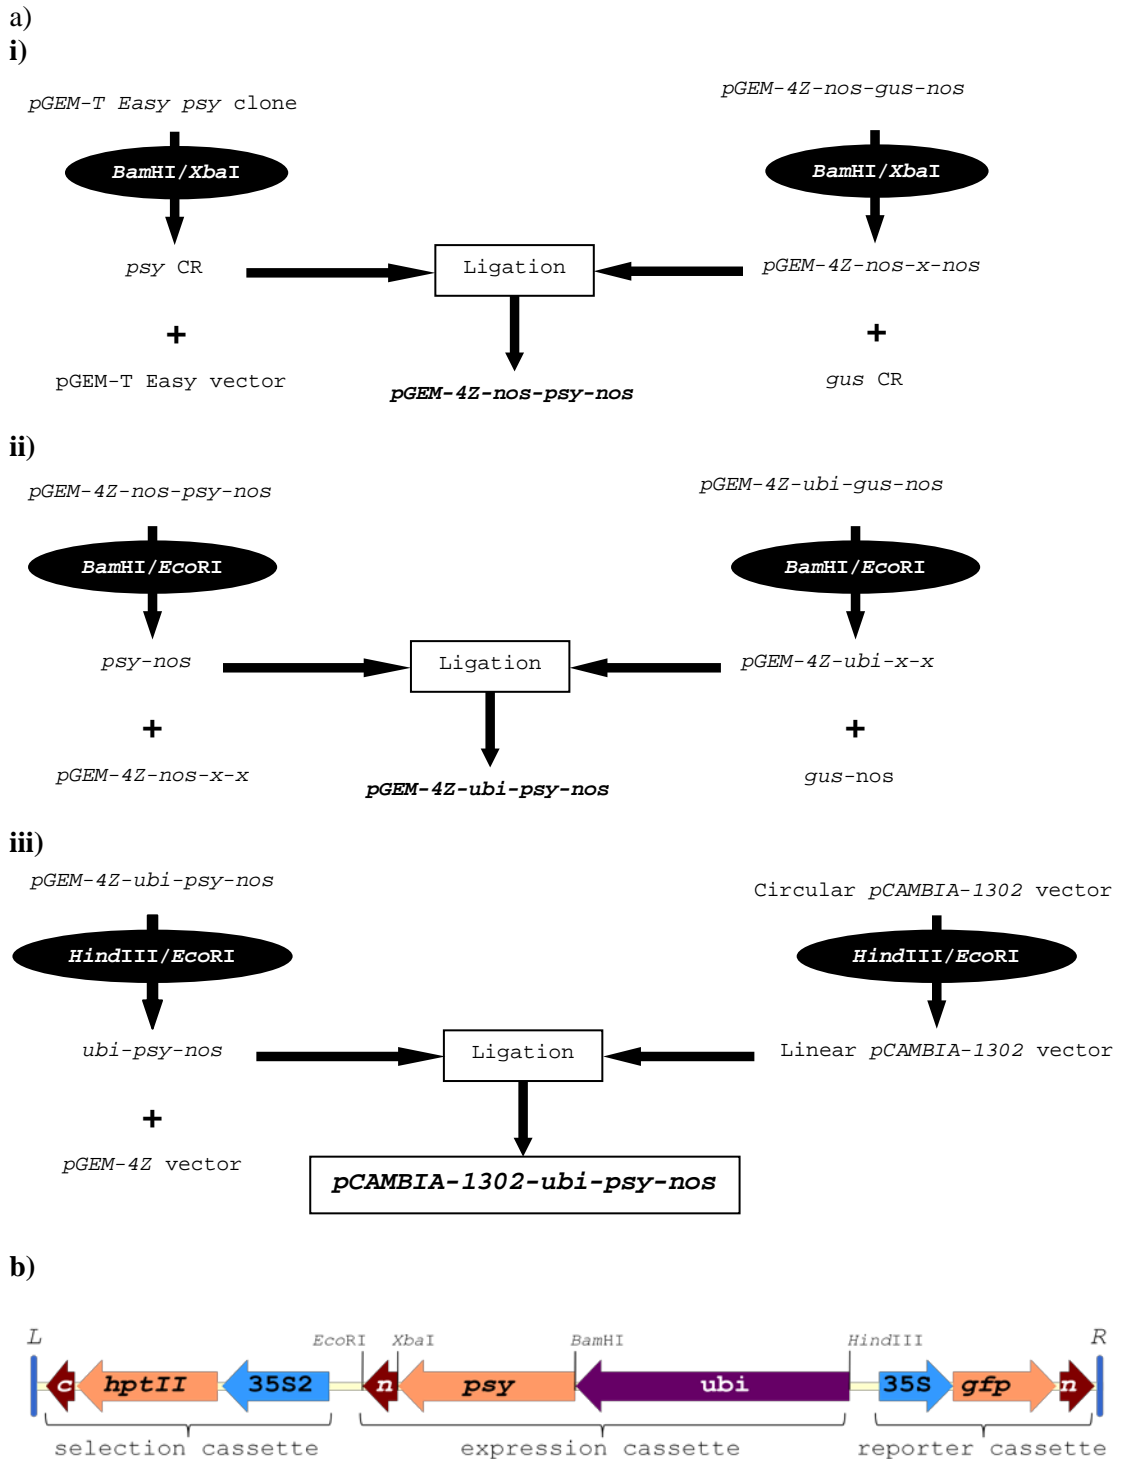 a)
i)
pGEM-T Easy psy clone
pGEM-4Z-nos-gus-nos
BamHI/XbaI
BamHI/XbaI
psy CR
Ligation
pGEM-4Z-nos-x-nos
+
+
pGEM-T Easy vector
pGEM-4Z-nos-psy-nos
gus CR
ii)
pGEM-4Z-nos-psy-nos
pGEM-4Z-ubi-gus-nos
BamHI/EcoRI
BamHI/EcoRI
psy-nos
Ligation
pGEM-4Z-ubi-x-x
+
+
pGEM-4Z-nos-x-x
pGEM-4Z-ubi-psy-nos
gus-nos
iii)
pGEM-4Z-ubi-psy-nos
Circular pCAMBIA-1302 vector
HindIII/EcoRI
HindIII/EcoRI
ubi-psy-nos
Ligation
Linear pCAMBIA-1302 vector
+
pGEM-4Z vector
pCAMBIA-1302-ubi-psy-nos
b)
L
EcoRI
XbaI
BamHI
HindIII
R
c
hptII
35S2
n
psy
ubi
35S
gfp
n
selection cassette
expression cassette
reporter cassette